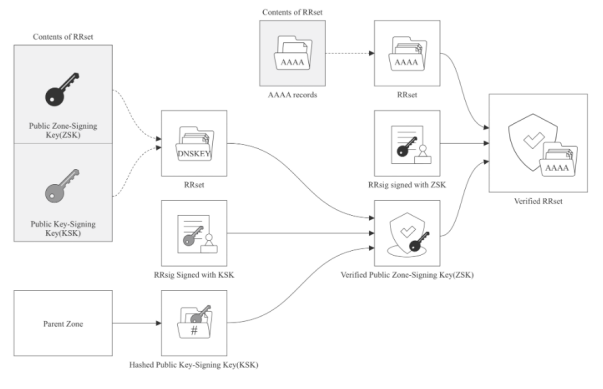 Contents of RRset
Public Zone-Signing
Key(ZSK)
Public Key-Signing
Key(KSK)
Contents of RRset
AAAA
AAAA records
AAAA
RRset
DNSKEY
RRset
RRsig signed with ZSK
AAAA
Verified RRset
RRsig Signed with KSK
Verified Public Zone-Signing Key(ZSK)
Parent Zone
#
Hashed Public Key-Signing Key(KSK)